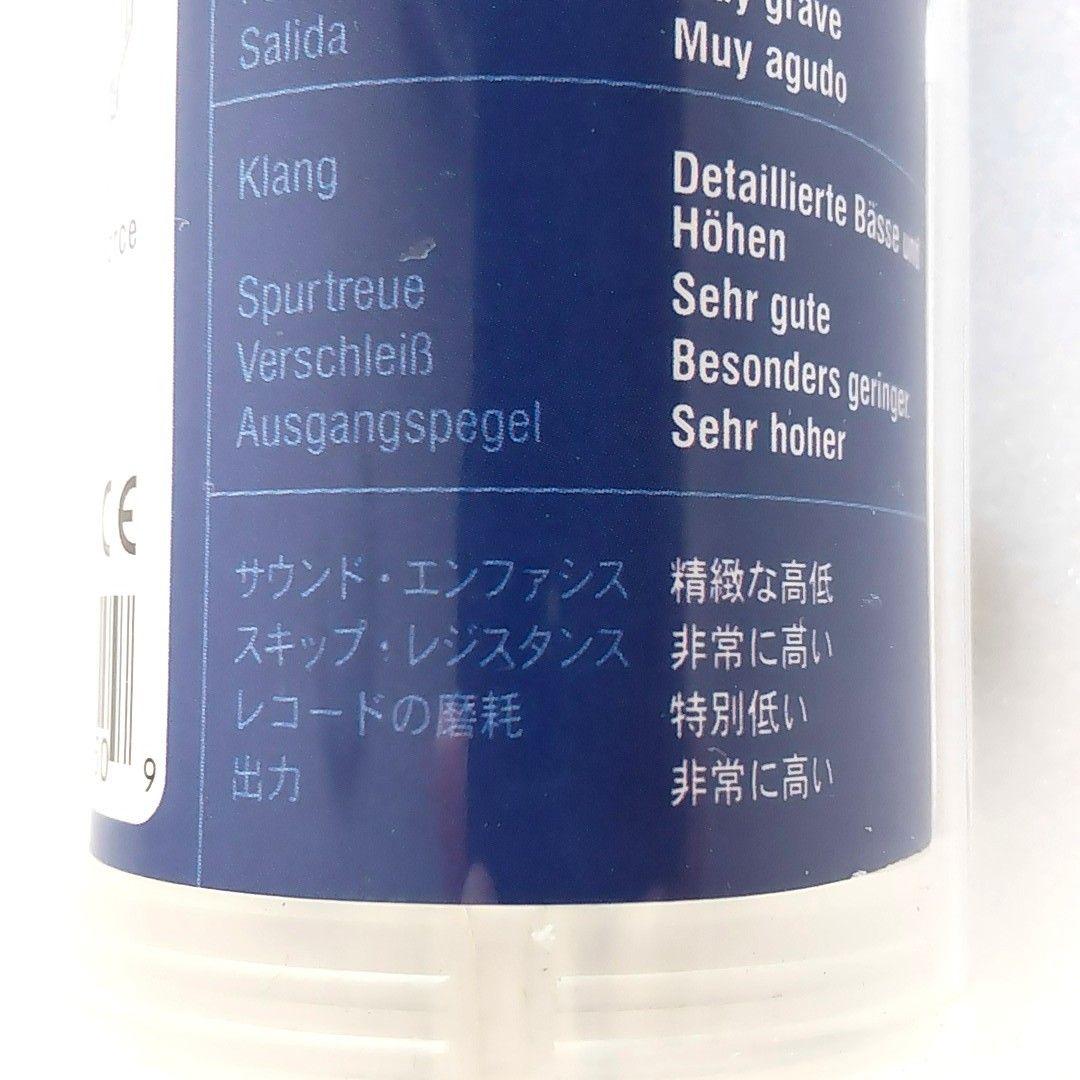 Salida
grave
Muy agudo
Klang
Detaillierte Bässe und
Höhen
Spurtreue
Sehr gute
Verschleiß
Besonders geringer
Ausgangspegel
Sehr hoher
サウンド・エンファシス 精緻な高低
スキップ・レジスタンス 非常に高い
レコードの磨耗 特別低い
出力 非常に高い
CE
9